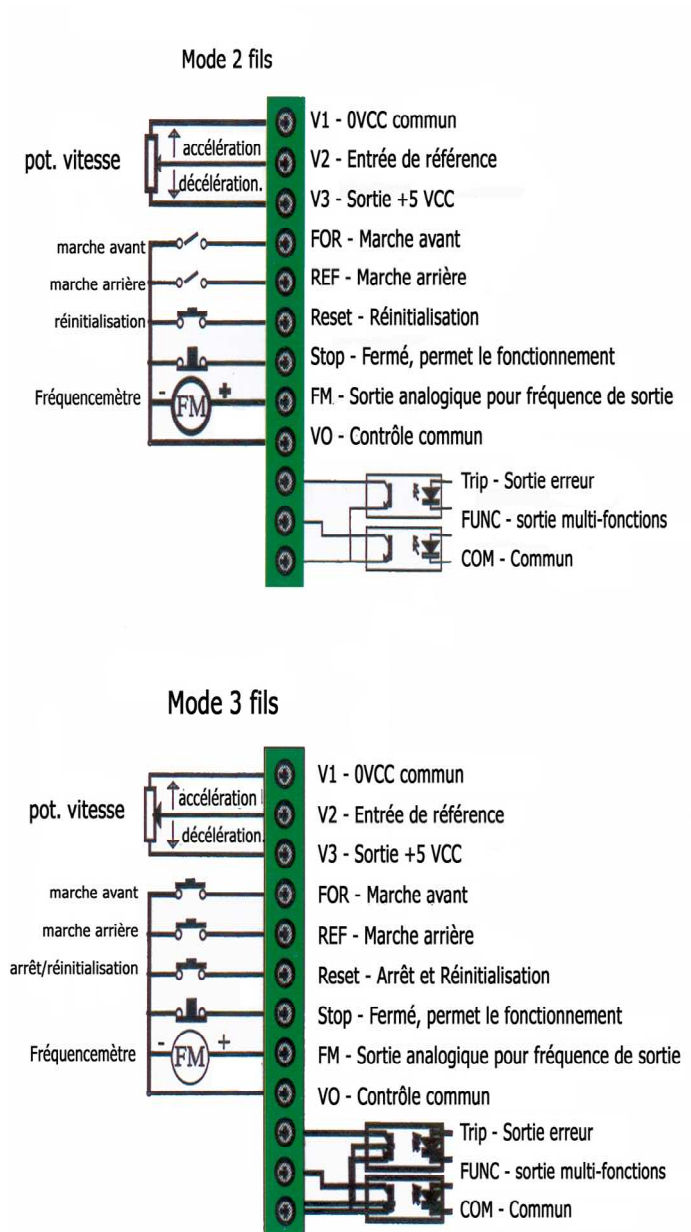 Mode 2 fils
V1 - 0VCC commun
accélération
pot. vitesse
V2 - Entrée de référence
décélération.
V3 - Sortie +5 VCC
marche avant
FOR - Marche avant
marche arrière
REF - Marche arrière
réinitialisation
Reset - Réinitialisation
Stop - Fermé, permet le fonctionnement
Fréquencemètre
- FM +
FM - Sortie analogique pour fréquence de sortie
VO - Contrôle commun
Trip - Sortie erreur
FUNC - sortie multi-fonctions
COM - Commun
Mode 3 fils
V1 - 0VCC commun
accélération
pot. vitesse
V2 - Entrée de référence
décélération.
V3 - Sortie +5 VCC
marche avant
FOR - Marche avant
marche arrière
REF - Marche arrière
arrêt/réinitialisation
Reset - Arrêt et Réinitialisation
Stop - Fermé, permet le fonctionnement
Fréquencemètre
- FM +
FM - Sortie analogique pour fréquence de sortie
VO - Contrôle commun
Trip - Sortie erreur
FUNC - sortie multi-fonctions
COM - Commun